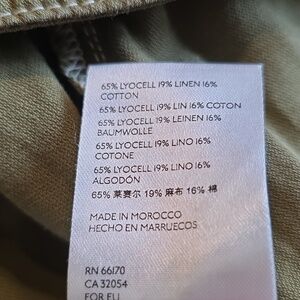 65% LYOCELL 19% LINEN 16%
COTTON
65% LYOCELL 19% LIN 16% COTON
65% LYOCELL 19% LEINEN 16%
BAUMWOLLE
65% LYOCELL 19% LINO 16%
COTONE
65% LYOCELL 19% LINO 16%
ALGODÓN
65% 莱赛尔 19% 麻布 16% 棉
MADE IN MOROCCO
HECHO EN MARRUECOS
RN 66170
CA 32054
FOR EU